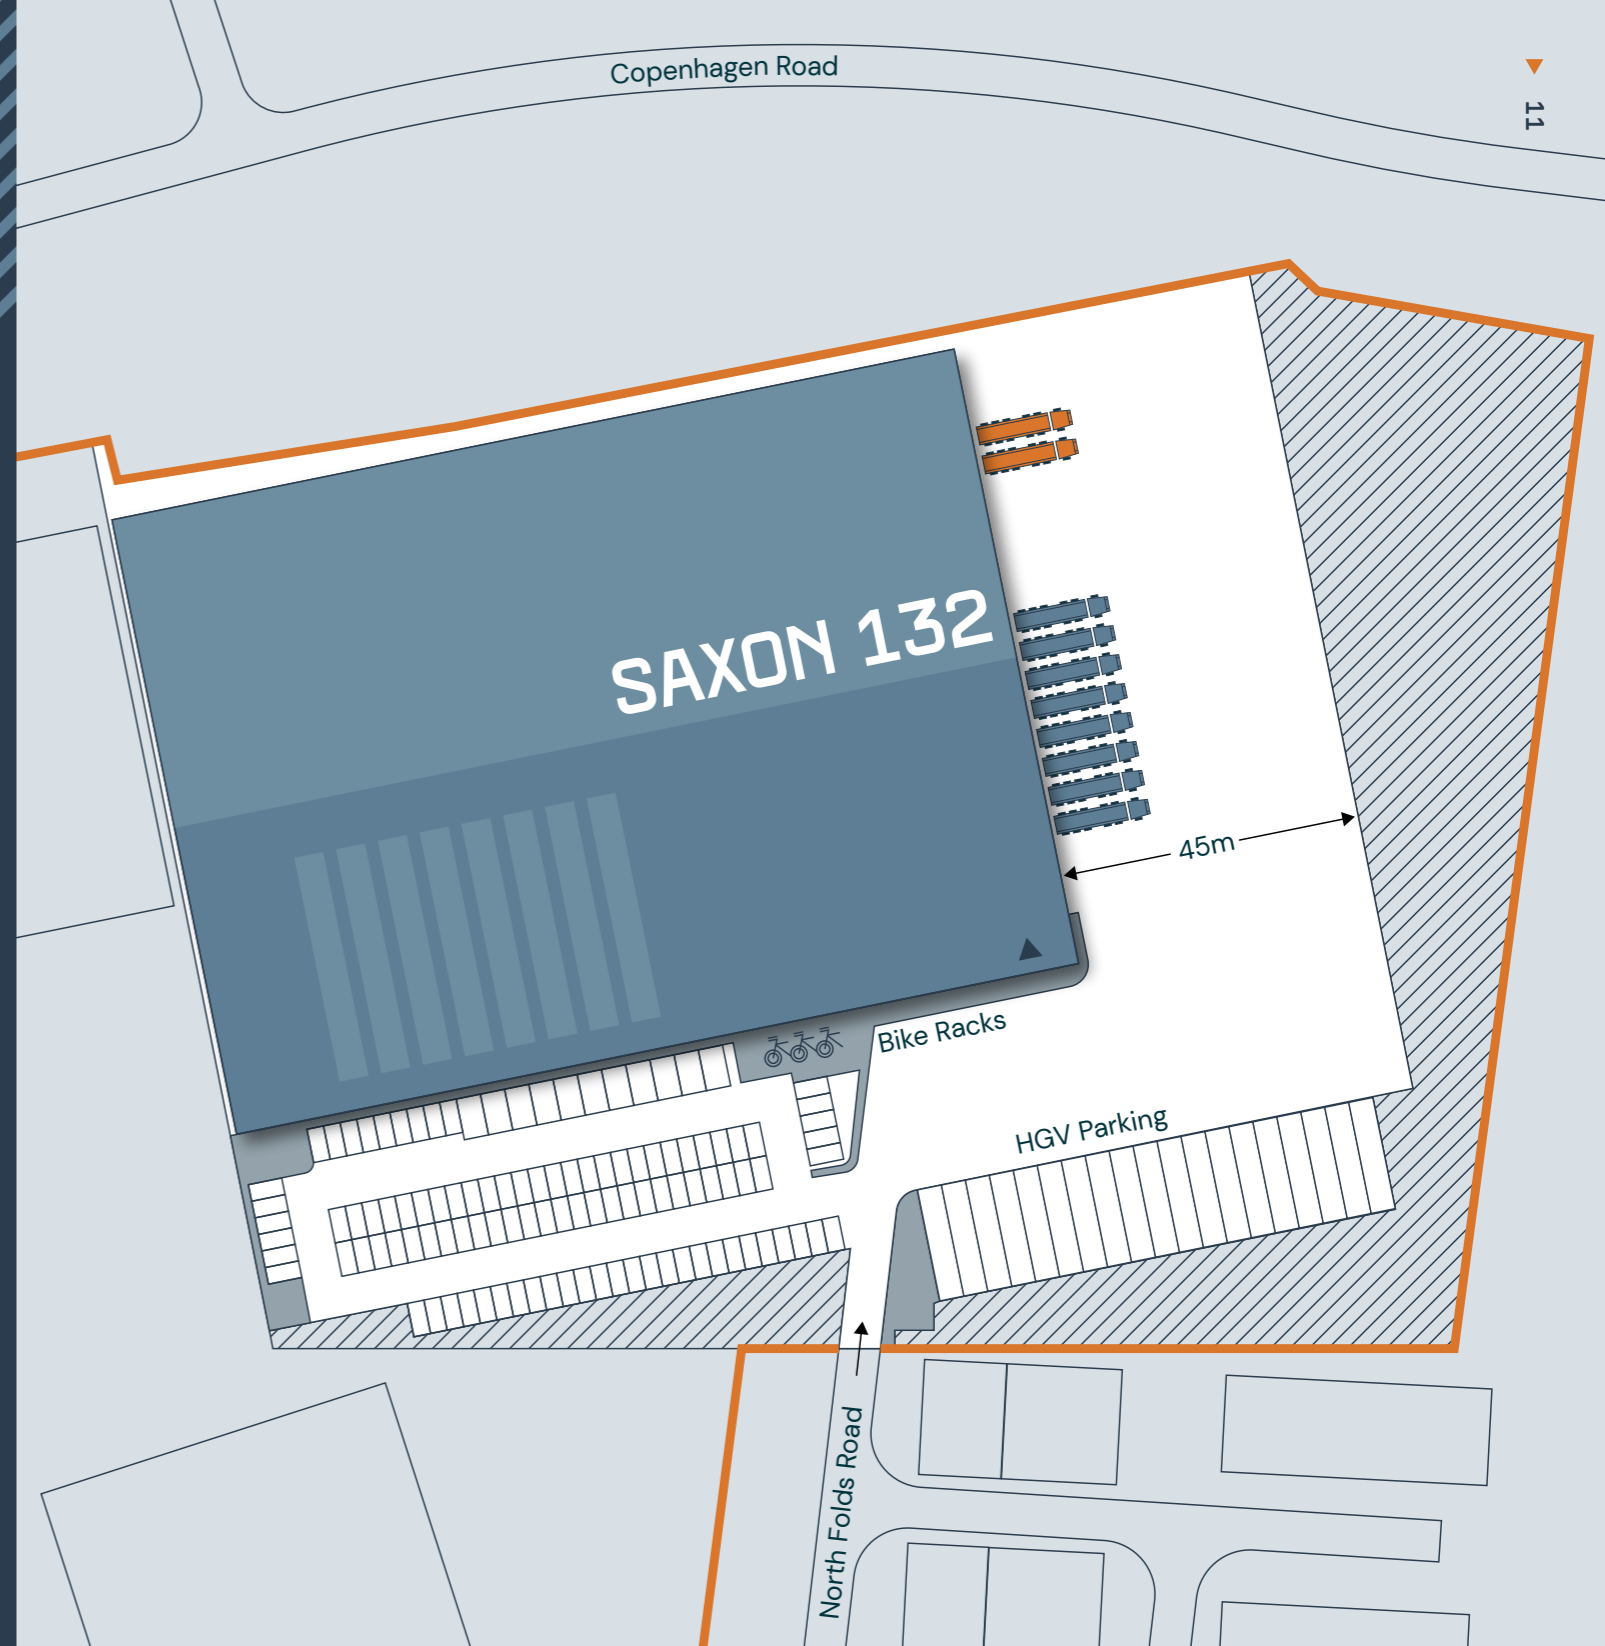 Copenhagen Road
11
SAXON 132
45m
Bike Racks
HGV Parking
North Folds Road